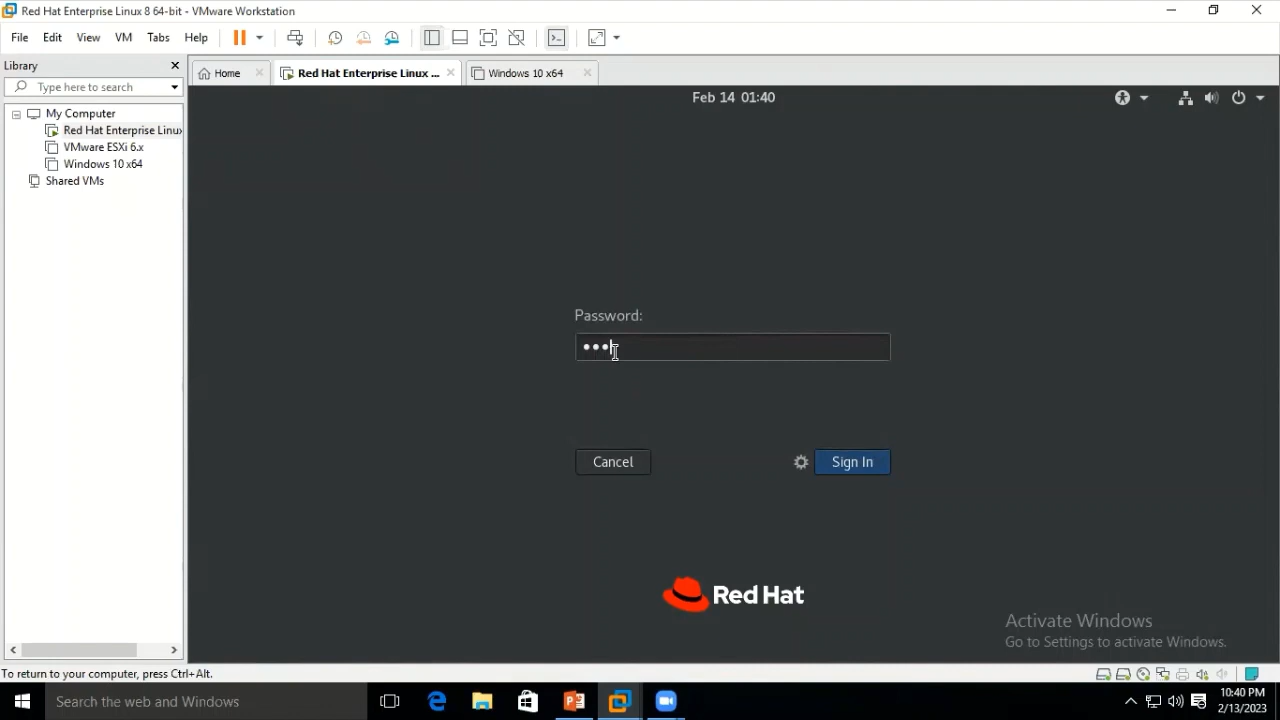 Red Hat Enterprise Linux 8 64-bit - VMware Workstation
File Edit View VM Tabs Help
Library
Home
Red Hat Enterprise Linux ...
Windows 10 x64
Type here to search
My Computer
Red Hat Enterprise Linux
VMware ESXi 6.x
Windows 10 x64
Shared VMs
Feb 14 01:40
Password:
Cancel
Sign In
Red Hat
Activate Windows
Go to Settings to activate Windows.
To return to your computer, press Ctrl+Alt.
Search the web and Windows
10:40 PM
2/13/2023